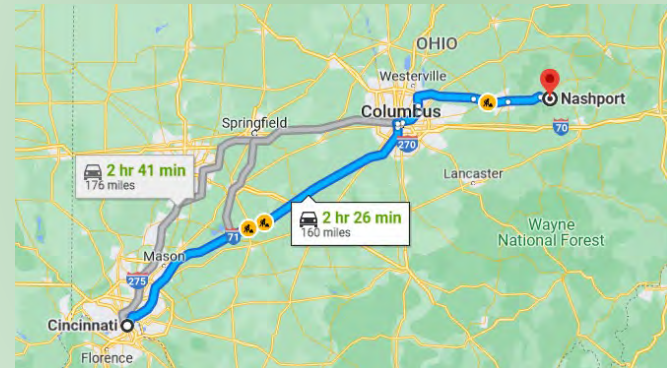 OHIO
Westerville
Nashport
Columbus
Springfield
70
270
2 hr 41 min
176 miles
Lancaster
2 hr 26 min
160 miles
71
Wayne
National Forest
Mason
275
Cincinnati
Florence